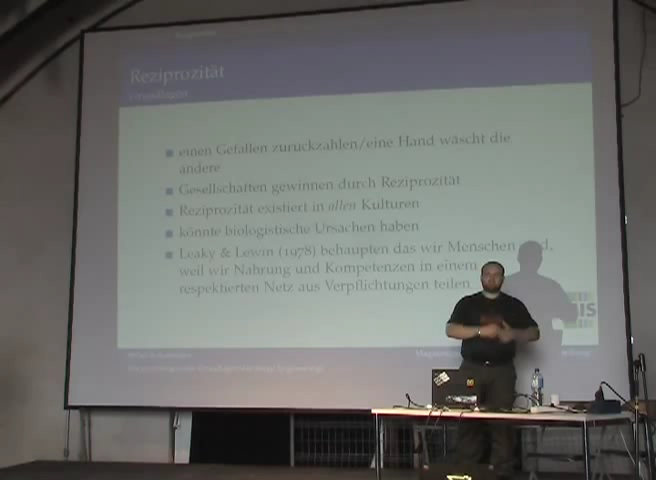 Reziprozität
Grundlagen
einen Gefallen zurückzahlen/eine Hand wäscht die
andere
Gesellschaften gewinnen durch Reziprozität
Reziprozität existiert in allen Kulturen
könnte biologistische Ursachen haben
Leaky & Lewin (1978) behaupten das wir Menschen
weil wir Nahrung und Kompetenzen in einem
respektierten Netz aus Verpflichtungen teilen